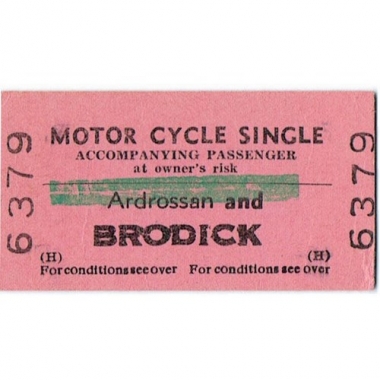 6379
MOTOR CYCLE SINGLE
ACCOMPANYING PASSENGER
at owner's risk
Ardrossan and
BRODICK
(H) (H)
For conditions see over For conditions see over
6379